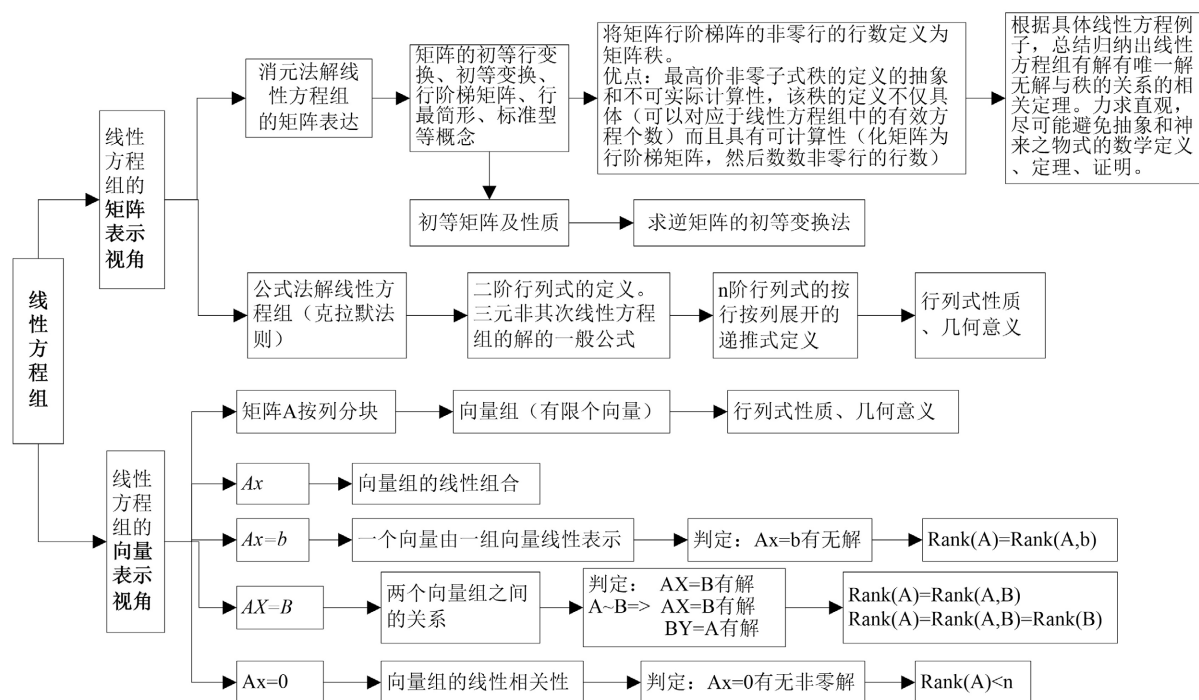 线性方程组
线性
方程
组的
矩阵
表示
视角
消元法解线
性方程组
的矩阵表达
矩阵的初等行变
换、初等变换、
行阶梯矩阵、行
最简形、标准型
等概念
将矩阵行阶梯阵的非零行的行数定义为
矩阵秩。
优点：最高价非零子式秩的定义的抽象
和不可实际计算性，该秩的定义不仅具
体（可以对应于线性方程组中的有效方
程个数）而且具有可计算性（化矩阵为
行阶梯矩阵，然后数数非零行的行数）
根据具体线性方程例
子，总结归纳出线性
方程组有解有唯一解
无解与秩的关系的相
关定理。力求直观，
尽可能避免抽象和神
来之物式的数学定义
、定理、证明。
初等矩阵及性质
求逆矩阵的初等变换法
公式法解线性方
程组（克拉默法
则）
二阶行列式的定义。
三元非其次线性方程
组的解的一般公式
n阶行列式的按
行按列展开的
递推式定义
行列式性质
、几何意义
线性
方程
组的
向量
表示
视角
矩阵A按列分块
向量组（有限个向量）
行列式性质、几何意义
Ax
向量组的线性组合
Ax=b
一个向量由一组向量线性表示
判定：Ax=b有无解
Rank(A)=Rank(A,b)
AX=B
两个向量组之间
的关系
判定： AX=B有解
A~B=> AX=B有解
BY=A有解
Rank(A)=Rank(A,B)
Rank(A)=Rank(A,B)=Rank(B)
Ax=0
向量组的线性相关性
判定：Ax=0有无非零解
Rank(A)<n